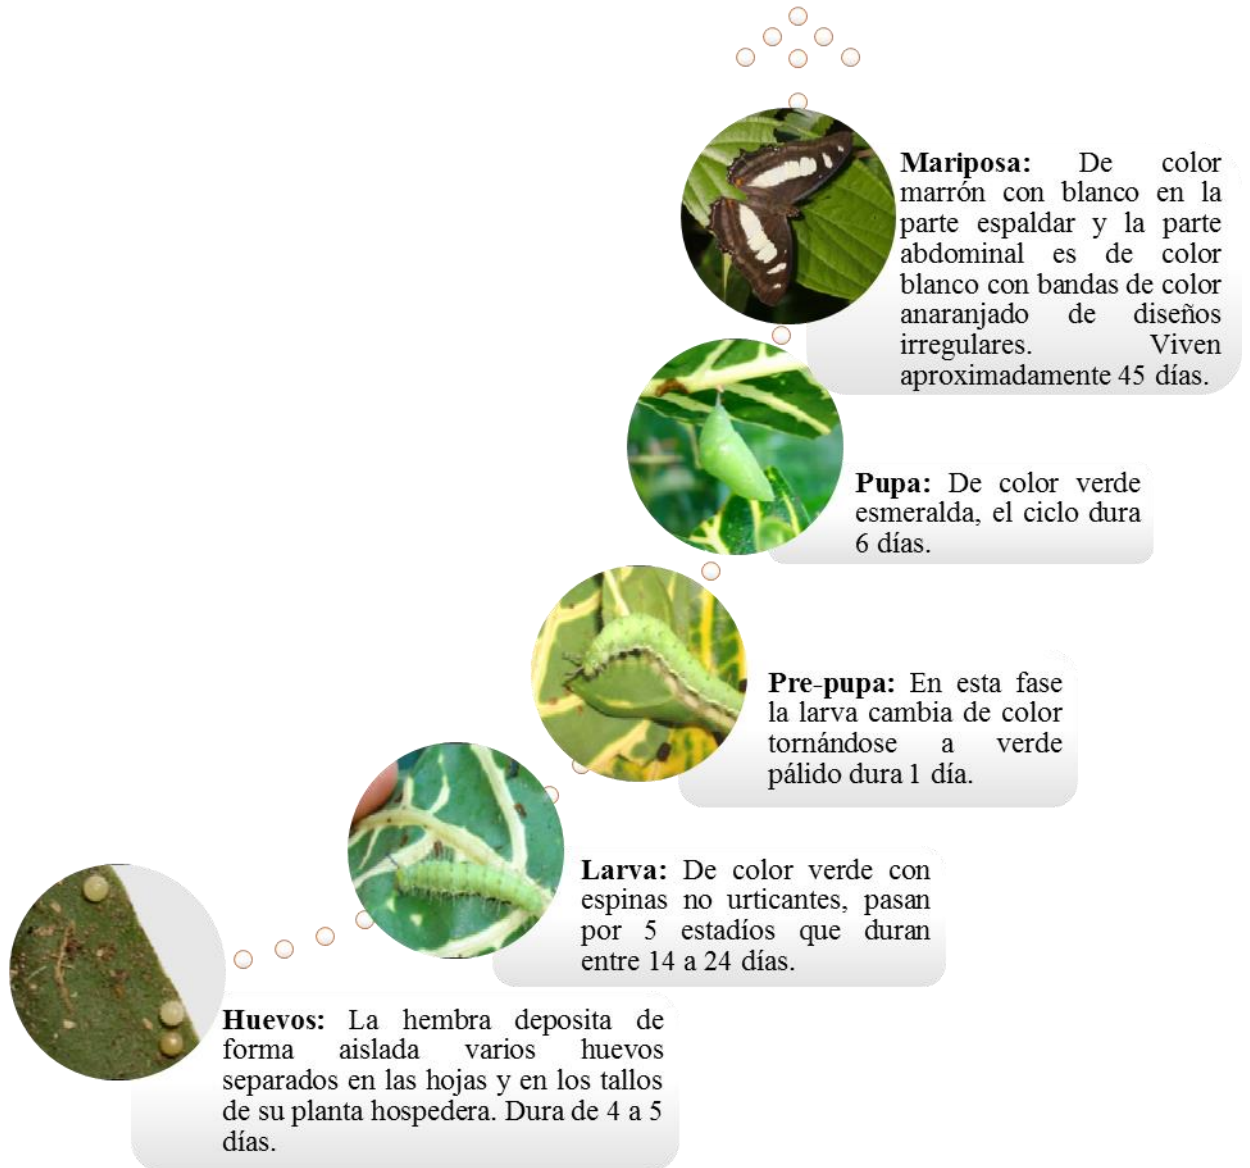 Mariposa: De color
marrón con blanco en la
parte espaldar y la parte
abdominal es de color
blanco con bandas de color
anaranjado de diseños
irregulares. Viven
aproximadamente 45 días.
Pupa: De color verde
esmeralda, el ciclo dura
6 días.
Pre-pupa: En esta fase
la larva cambia de color
tornándose a verde
pálido dura 1 día.
Larva: De color verde con
espinas no urticantes, pasan
por 5 estadíos que duran
entre 14 a 24 días.
Huevos: La hembra deposita de
forma aislada varios huevos
separados en las hojas y en los tallos
de su planta hospedera. Dura de 4 a 5
días.